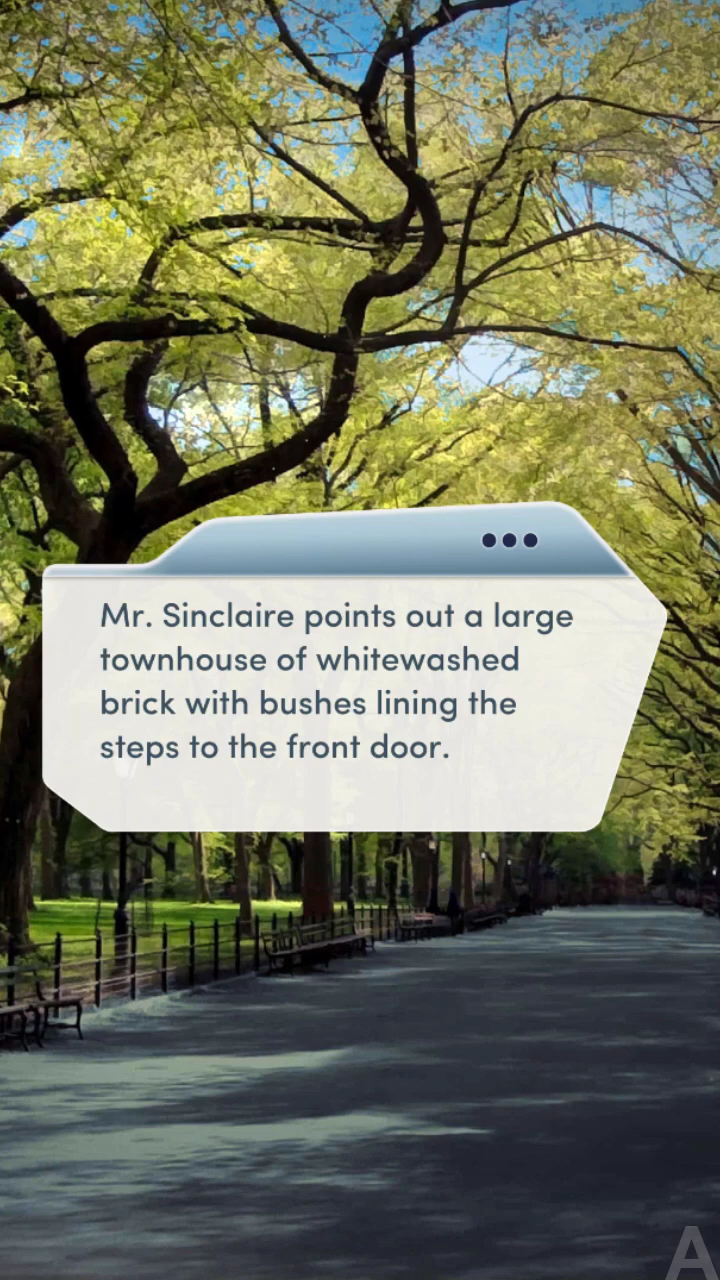 Mr. Sinclaire points out a large
townhouse of whitewashed
brick with bushes lining the
steps to the front door.
A